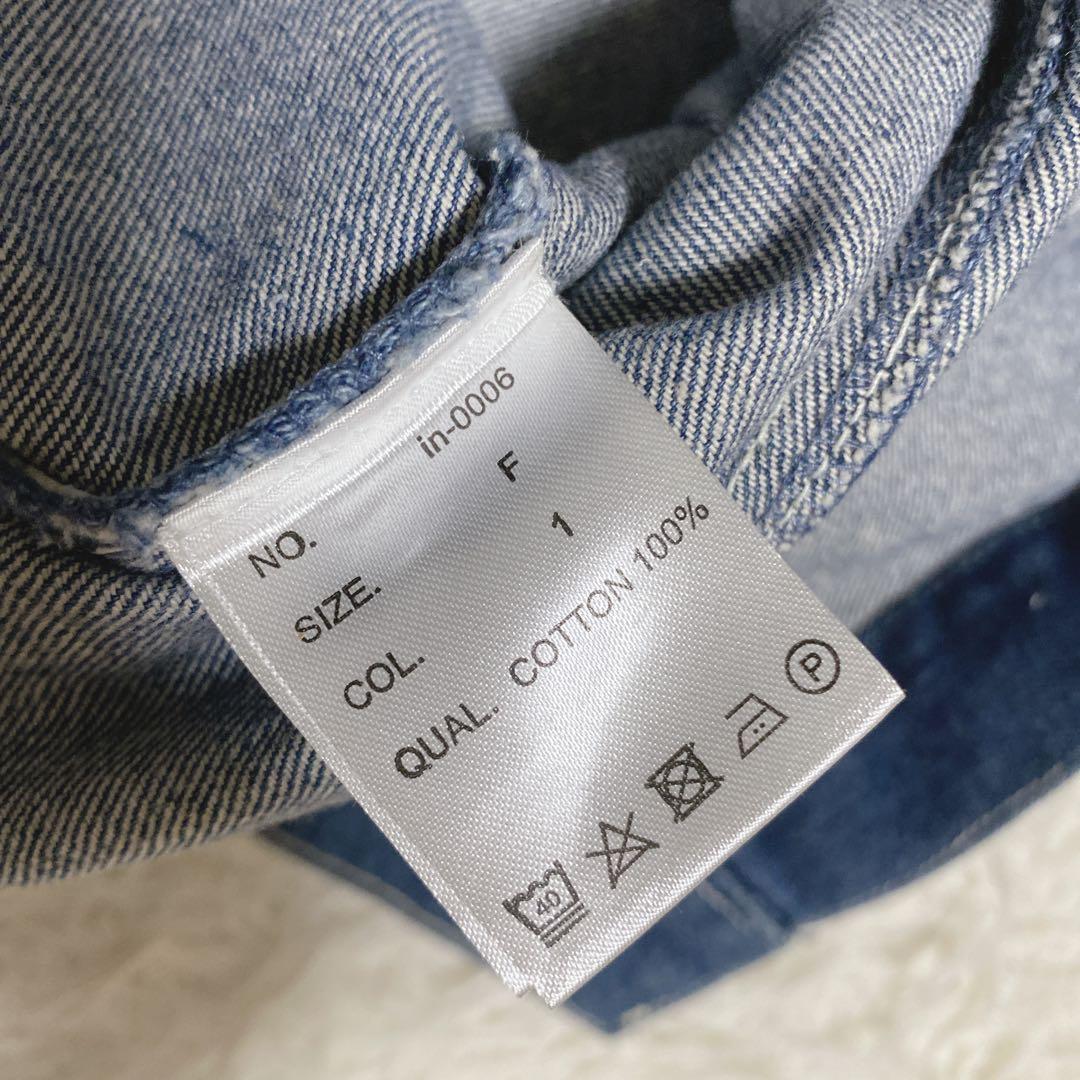 NO. in-0006
SIZE. F
COL. 1
QUAL. COTTON 100%
40
P